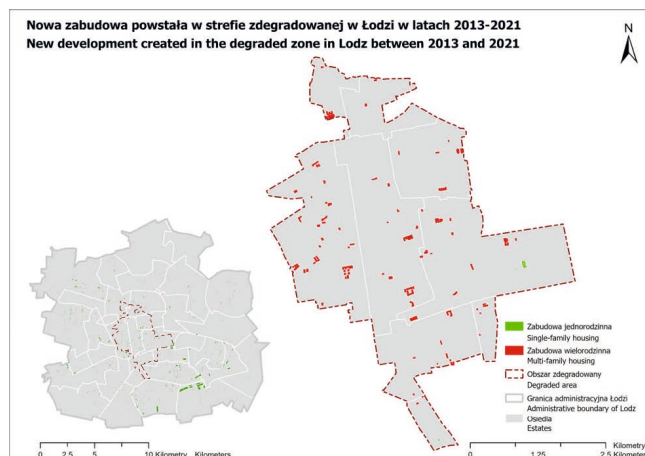 Nowa zabudowa powstała w strefie zdegradowanej w Łodzi w latach 2013-2021
New development created in the degraded zone in Lodz between 2013 and 2021
N
Zabudowa jednorodzinna
Single-family housing
Zabudowa wielorodzinna
Multi-family housing
Obszar zdegradowany
Degraded area
Granica administracyjna Łodzi
Administrative boundary of Lodz
Osiedla
Estates
0 2.5 5 10 Kilometry Kilometers
0 1.25 2.5 Kilometry Kilometers